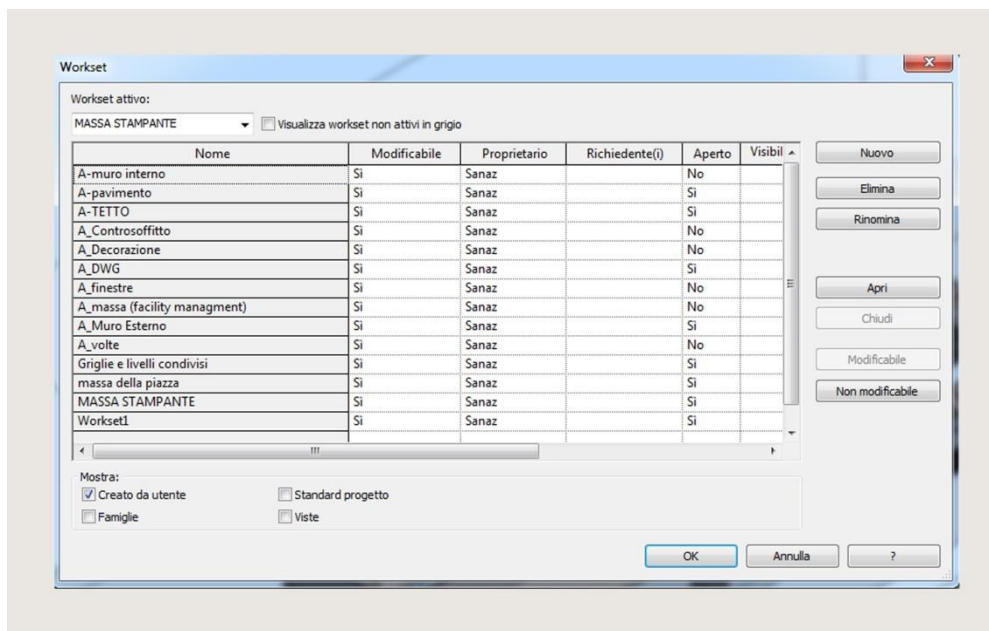 Workset
Workset attivo:
MASSA STAMPANTE Visualizza workset non attivi in grigio
Nome Modificabile Proprietario Richiedente(i) Aperto Visibil
A-muro interno Sì Sanaz No
A-pavimento Sì Sanaz Sì
A-TETTO Sì Sanaz Sì
A_Controsoffitto Sì Sanaz No
A_Decorazione Sì Sanaz No
A_DWG Sì Sanaz Sì
A_finestre Sì Sanaz No
A_massa (facility managment) Sì Sanaz No
A_Muro Esterno Sì Sanaz Sì
A_volte Sì Sanaz No
Griglie e livelli condivisi Sì Sanaz Sì
massa della piazza Sì Sanaz Sì
MASSA STAMPANTE Sì Sanaz Sì
Workset1 Sì Sanaz Sì
Nuovo
Elimina
Rinomina
Apri
Chiudi
Modificabile
Non modificabile
Mostra:
Creato da utente Standard progetto
Famiglie Viste
OK Annulla ?